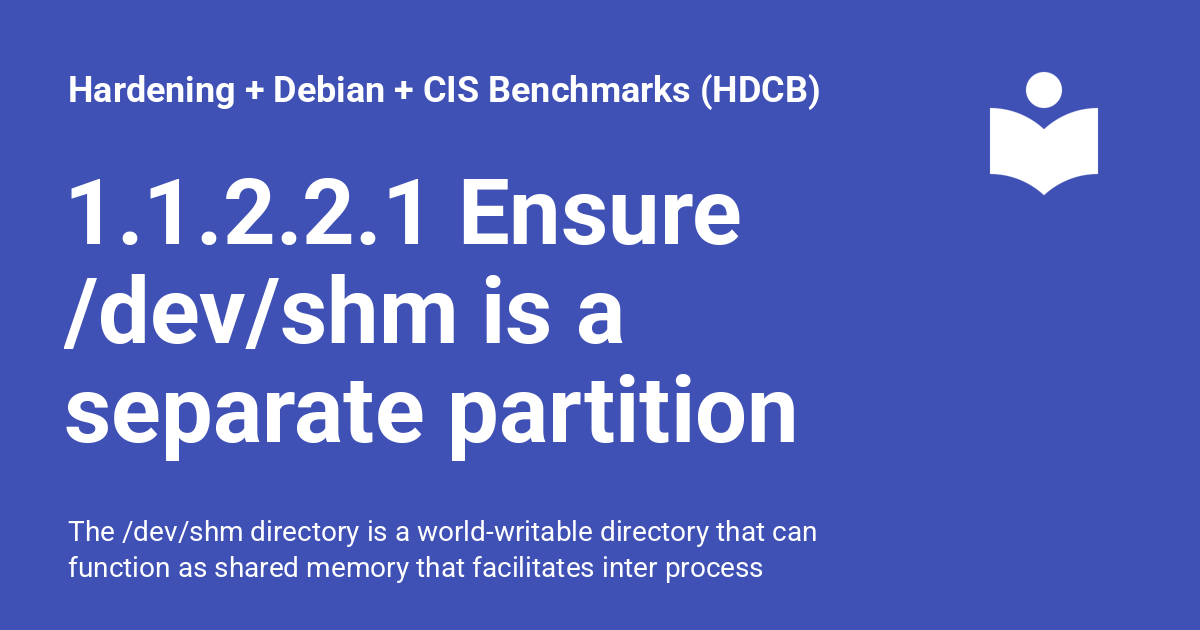 Hardening + Debian + CIS Benchmarks (HDCB)
1.1.2.2.1 Ensure
/dev/shm is a
separate partition
The /dev/shm directory is a world-writable directory that can
function as shared memory that facilitates inter process